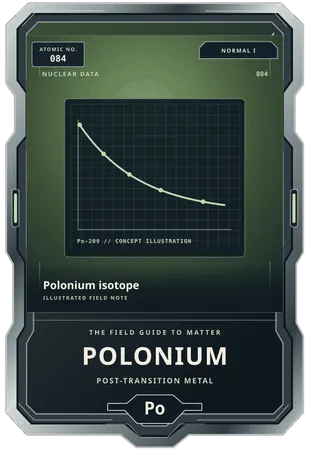 ATOMIC NO.
084
NORMAL I
NUCLEAR DATA
084
Po-209 // CONCEPT ILLUSTRATION
Polonium isotope
ILLUSTRATED FIELD NOTE
THE FIELD GUIDE TO MATTER
POLONIUM
POST-TRANSITION METAL
Po